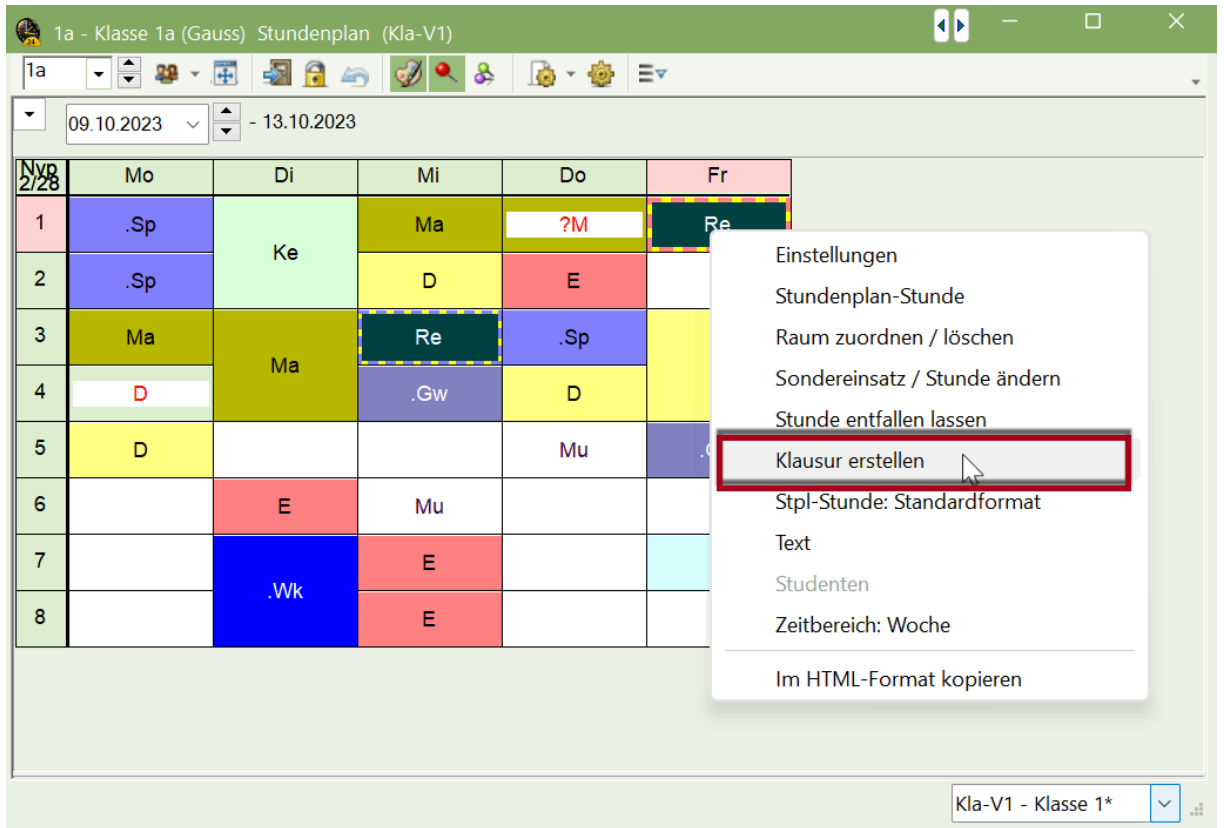 1a - Klasse 1a (Gauss) Stundenplan (Kla-V1)
1a
09.10.2023 - 13.10.2023
Nvp
2/28
Mo Di Mi Do Fr
1 .Sp Ke Ma ?M Re
2 .Sp D E
3 Ma Ma Re .Sp
4 D .Gw D
5 D Mu
6 E Mu
7 .Wk E
8 E
Einstellungen
Stundenplan-Stunde
Raum zuordnen / löschen
Sondereinsatz / Stunde ändern
Stunde entfallen lassen
Klausur erstellen
Stpl-Stunde: Standardformat
Text
Studenten
Zeitbereich: Woche
Im HTML-Format kopieren
Kla-V1 - Klasse 1*